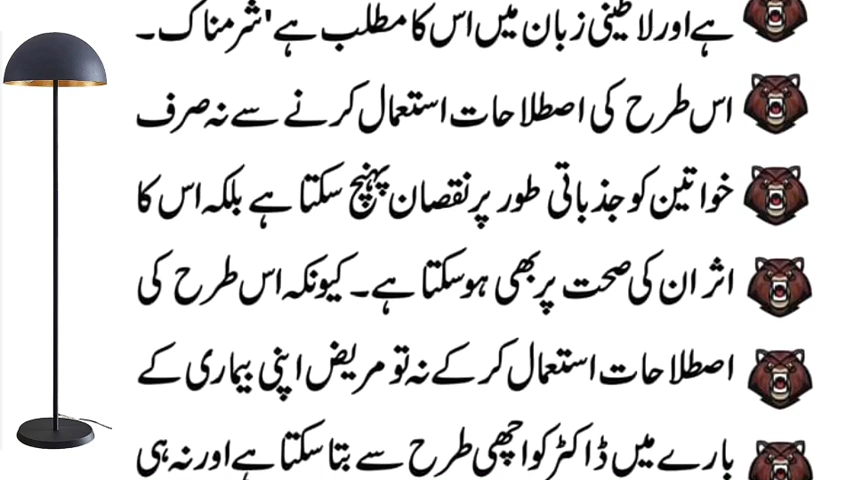 ہے اور لاطینی زبان میں اس کا مطلب ہے 'شرمناک۔
اس طرح کی اصطلاحات استعمال کرنے سے نہ صرف
خواتین کو جذباتی طور پر نقصان پہنچ سکتا ہے بلکہ اس کا
اثر ان کی صحت پر بھی ہو سکتا ہے۔ کیونکہ اس طرح کی
اصطلاحات استعمال کر کے نہ تو مریض اپنی بیماری کے
بارے میں ڈاکٹر کو اچھی طرح سے بتا سکتا ہے اور نہ ہی